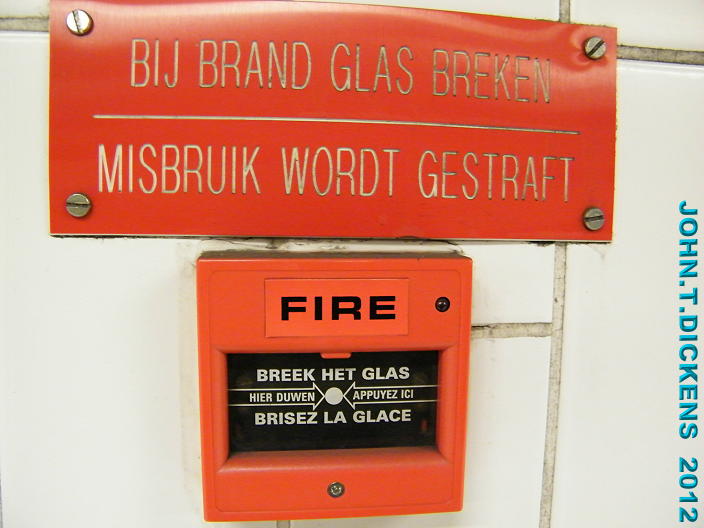 BIJ BRAND GLAS BREKEN
MISBRUIK WORDT GESTRAFT
FIRE
BREEK HET GLAS
HIER DUWEN APPUYEZ ICI
BRISEZ LA GLACE
JOHN.T.DICKENS 2012